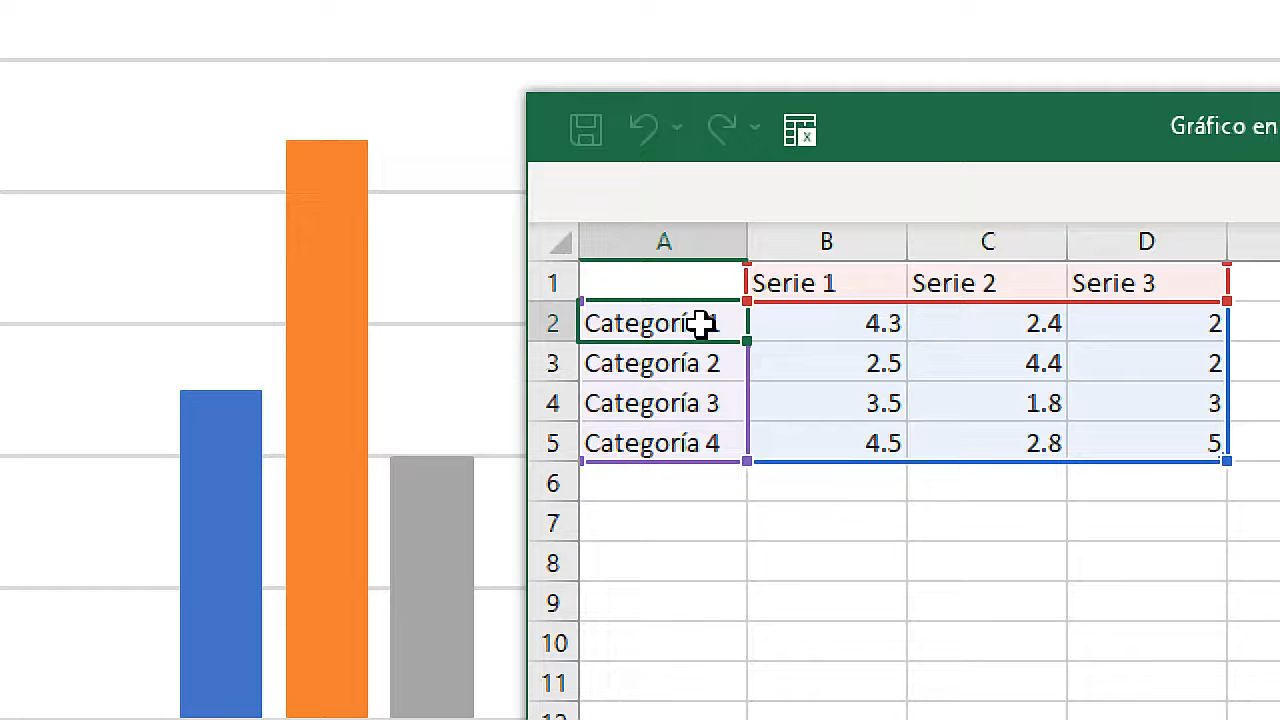 Gráfico en
A B C D
1 Serie 1 Serie 2 Serie 3
2 Categoría 1 4.3 2.4 2
3 Categoría 2 2.5 4.4 2
4 Categoría 3 3.5 1.8 3
5 Categoría 4 4.5 2.8 5
6
7
8
9
10
11
12